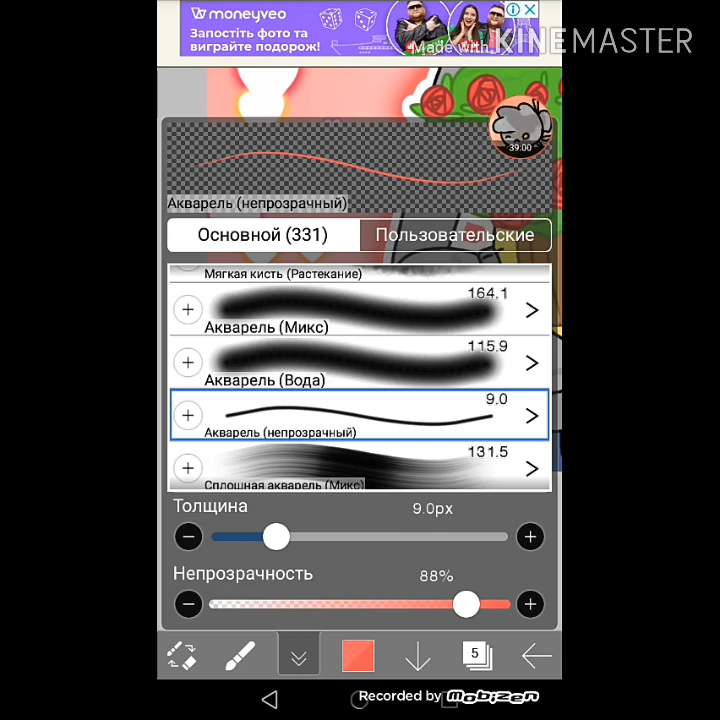 moneyveo
Запостіть фото та
виграйте подорож!
Made with KINEMASTER
39:00
Акварель (непрозрачный)
Основной (331)
Пользовательские
Мягкая кисть (Растекание)
164.1
Акварель (Микс)
115.9
Акварель (Вода)
9.0
Акварель (непрозрачный)
131.5
Сплошная акварель (Микс)
Толщина
9.0px
Непрозрачность
88%
5
Recorded by mobizen